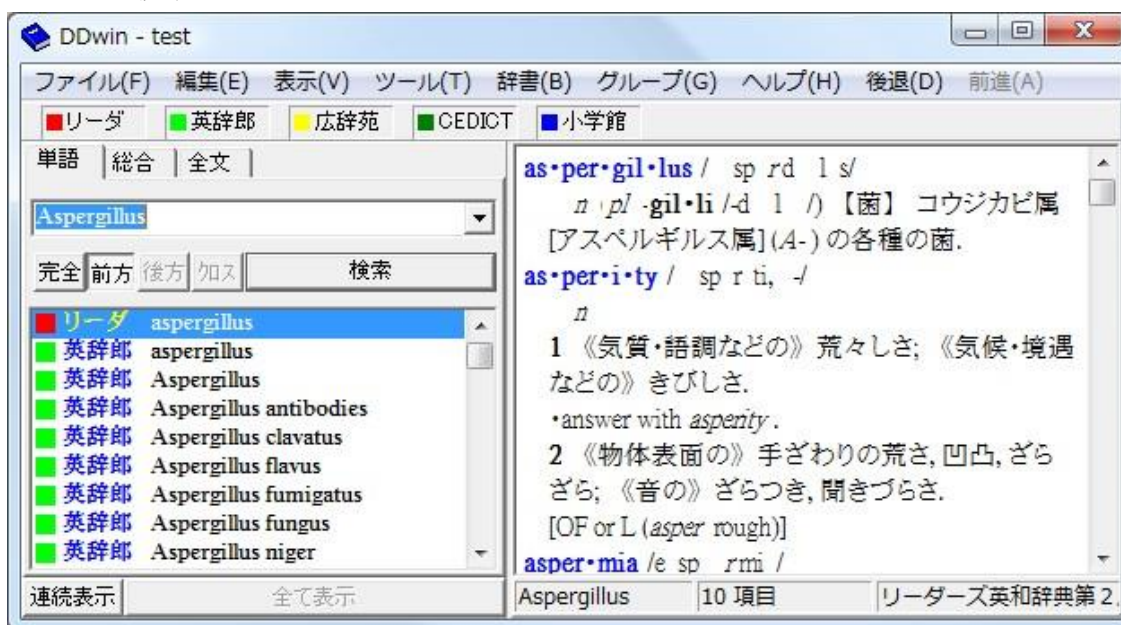 DDwin - test
ファイル(F) 編集(E) 表示(V) ツール(T) 辞書(B) グループ(G) ヘルプ(H) 後退(D) 前進(A)
リーダ 英辞郎 広辞苑 CEDICT 小学館
単語 総合 全文
Aspergillus
完全 前方 後方 クロス 検索
リーダ aspergillus
英辞郎 aspergillus
英辞郎 Aspergillus
英辞郎 Aspergillus antibodies
英辞郎 Aspergillus clavatus
英辞郎 Aspergillus flavus
英辞郎 Aspergillus fumigatus
英辞郎 Aspergillus fungus
英辞郎 Aspergillus niger
連続表示 全て表示
as・per・gil・lus / sp rd l s/
n pl -gil・li /-d l /) 【菌】 コウジカビ属
[アスペルギルス属] (A- ) の各種の菌.
as・per・i・ty / sp r ti, -/
n
1 《気質・語調などの》 荒々しさ; 《気候・境遇
などの》 きびしさ.
・answer with asperity .
2 《物体表面の》 手ざわりの荒さ, 凹凸, ざら
ざら; 《音の》 ざらつき, 聞きづらさ.
[OF or L (asper rough)]
asper・mia /e sp rmi /
Aspergillus 10 項目 リーダーズ英和辞典第２